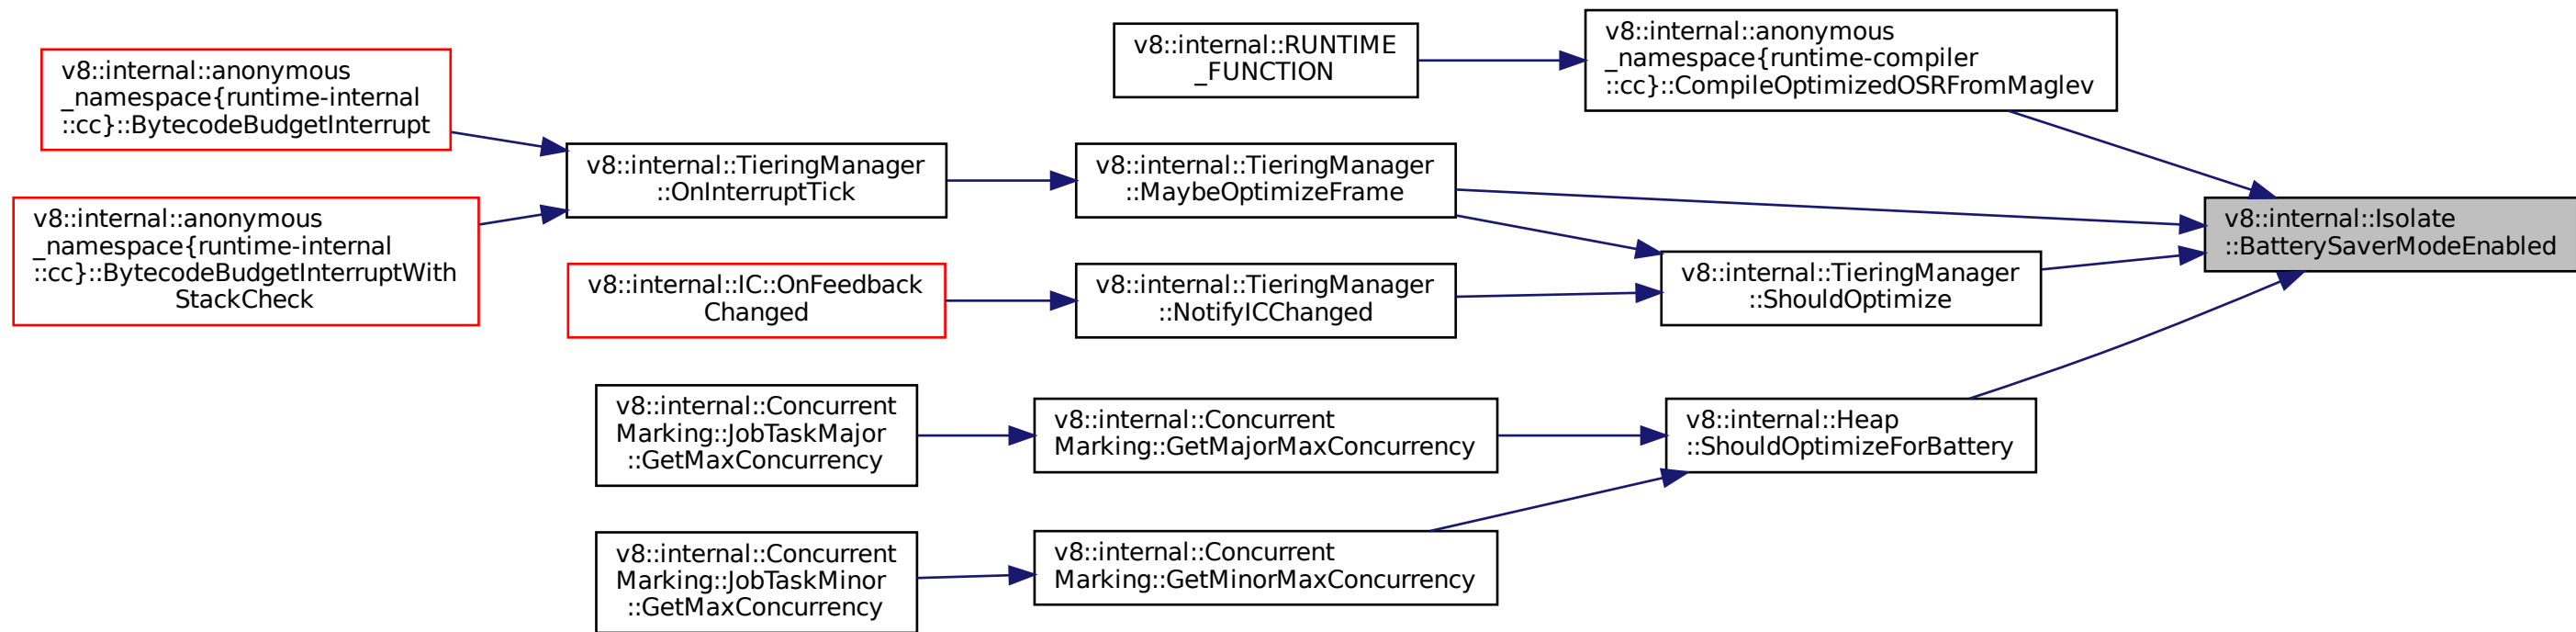 v8::internal::anonymous
_namespace{runtime-internal
::cc}::BytecodeBudgetInterrupt
v8::internal::anonymous
_namespace{runtime-internal
::cc}::BytecodeBudgetInterruptWith
StackCheck
v8::internal::TieringManager
::OnInterruptTick
v8::internal::IC::OnFeedback
Changed
v8::internal::Concurrent
Marking::JobTaskMajor
::GetMaxConcurrency
v8::internal::Concurrent
Marking::JobTaskMinor
::GetMaxConcurrency
v8::internal::RUNTIME
_FUNCTION
v8::internal::TieringManager
::MaybeOptimizeFrame
v8::internal::TieringManager
::NotifyICChanged
v8::internal::Concurrent
Marking::GetMajorMaxConcurrency
v8::internal::Concurrent
Marking::GetMinorMaxConcurrency
v8::internal::anonymous
_namespace{runtime-compiler
::cc}::CompileOptimizedOSRFromMaglev
v8::internal::TieringManager
::ShouldOptimize
v8::internal::Heap
::ShouldOptimizeForBattery
v8::internal::Isolate
::BatterySaverModeEnabled